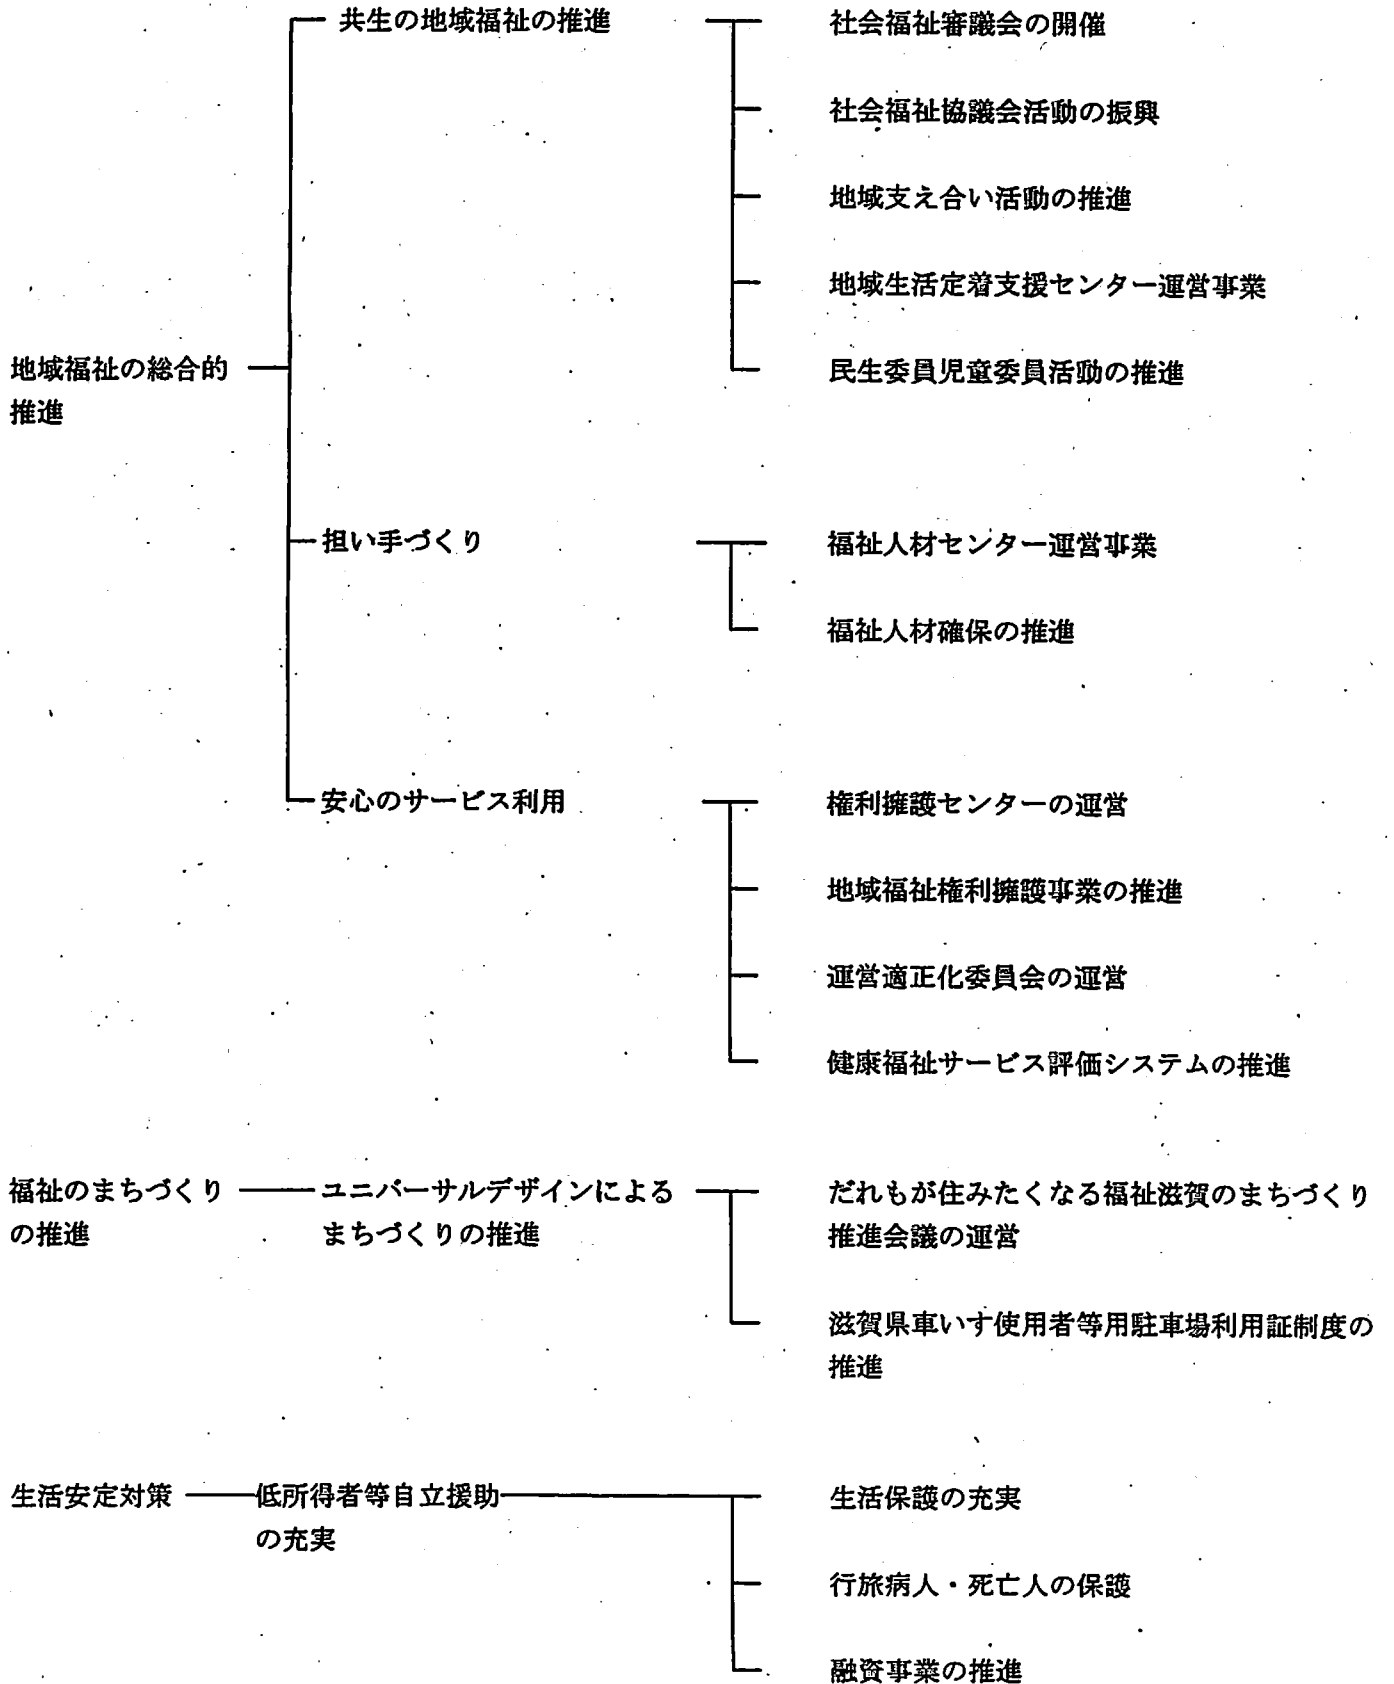 地域福祉の総合的
推進
共生の地域福祉の推進
社会福祉審議会の開催
社会福祉協議会活動の振興
地域支え合い活動の推進
地域生活定着支援センター運営事業
民生委員児童委員活動の推進
担い手づくり
福祉人材センター運営事業
福祉人材確保の推進
安心のサービス利用
権利擁護センターの運営
地域福祉権利擁護事業の推進
運営適正化委員会の運営
健康福祉サービス評価システムの推進
福祉のまちづくり
の推進
ユニバーサルデザインによる
まちづくりの推進
だれもが住みたくなる福祉滋賀のまちづくり
推進会議の運営
滋賀県車いす使用者等用駐車場利用証制度の
推進
生活安定対策
低所得者等自立援助
の充実
生活保護の充実
行旅病人・死亡人の保護
融資事業の推進